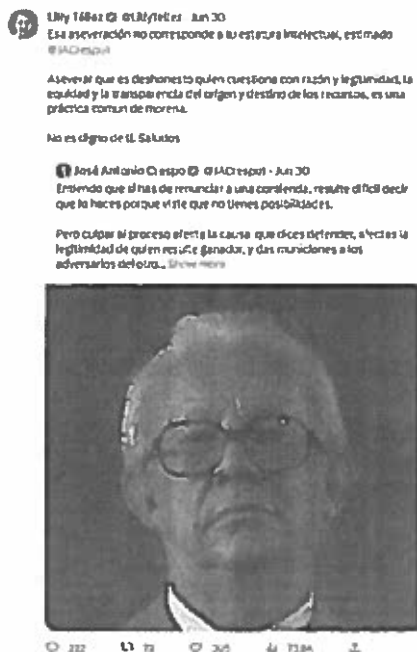 Lilly Téllez @LillyTellez · Jun 30
Esa aseveración no corresponde a tu estatura intelectual, estimado
@JACrespo1
Aseverar que es deshonesto quien cuestiona con razón y legitimidad, la
equidad y la transparencia del origen y destino de los recursos, es una
práctica común de morena.
No es digno de ti. Saludos
José Antonio Crespo @JACrespo1 · Jun 30
Entiendo que si has de renunciar a una contienda, resulte difícil decir
que lo haces porque viste que no tienes posibilidades.
Pero culpar al proceso afecta la causa que dices defender, afectas la
legitimidad de quien resulte ganador, y das municiones a los
adversarios del otro... Show more
222 73 73.8K